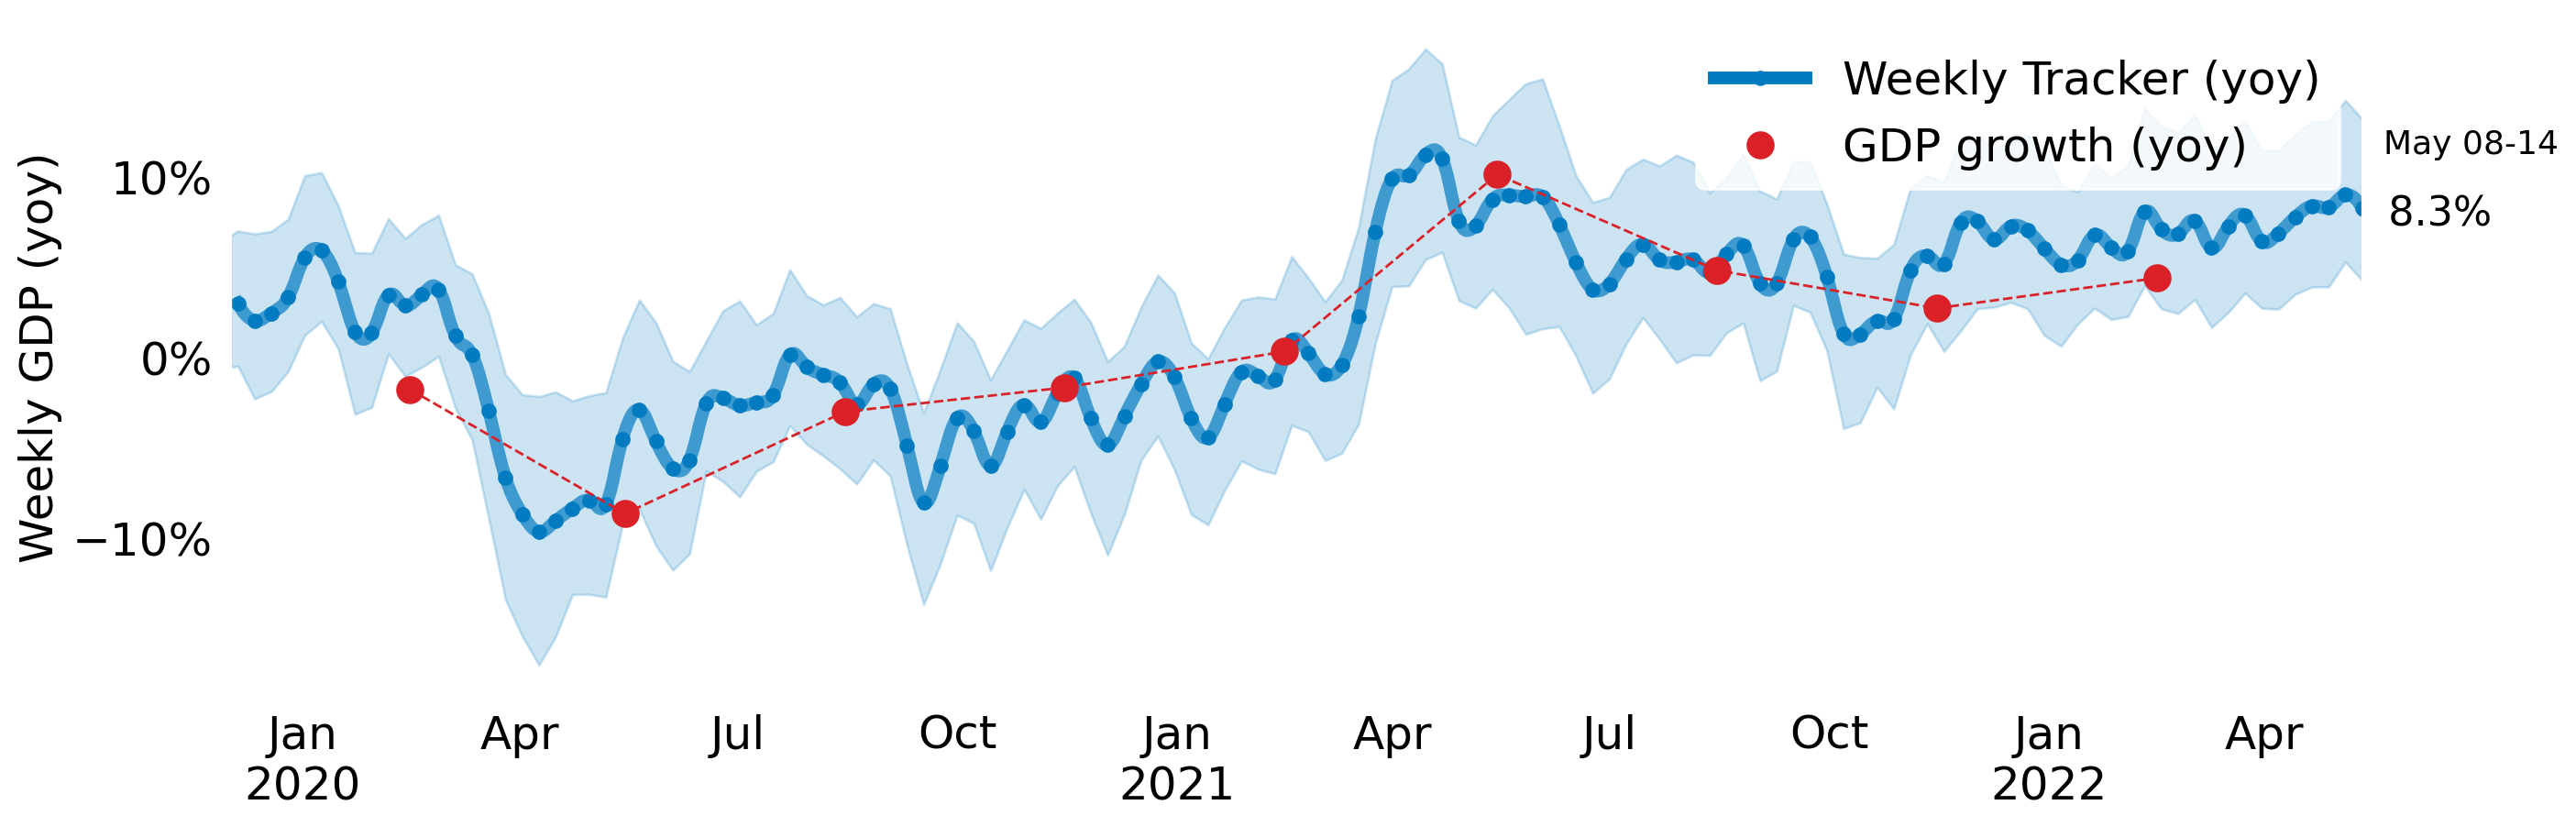 Weekly GDP (yoy)
10%
0%
−10%
Weekly Tracker (yoy)
GDP growth (yoy)
May 08-14
8.3%
Jan Apr Jul Oct Jan Apr Jul Oct Jan Apr
2020 2021 2022